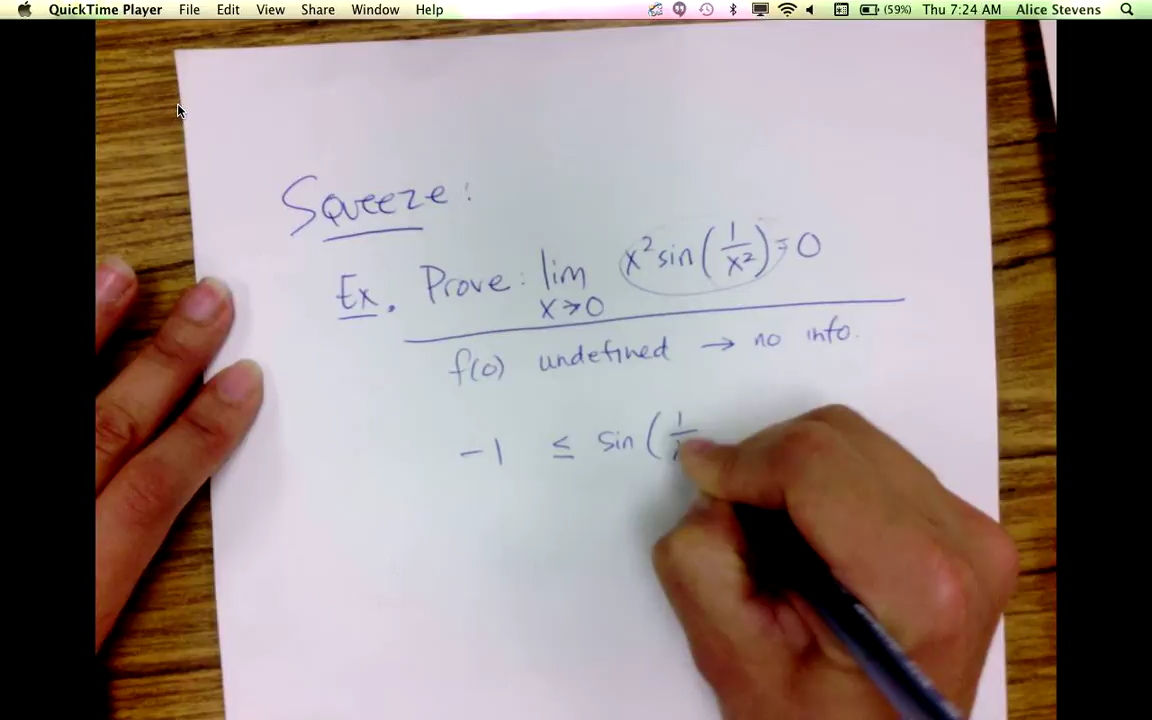 QuickTime Player File Edit View Share Window Help (59%) Thu 7:24 AM Alice Stevens
Squeeze:
Ex. Prove: lim x→0 x² sin(1/x²) = 0
f(0) undefined → no info.
-1 ≤ sin(1/